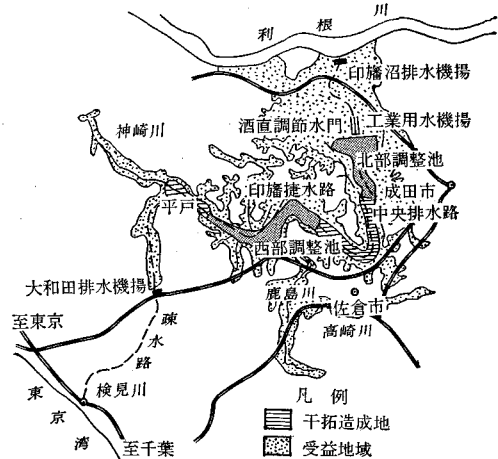 利根川
印旛沼排水機揚
神崎川
酒直調節水門
工業用水機揚
北部調整池
印旛捷水路
成田市
平戸
中央排水路
西部調整池
大和田排水機揚
鹿島川
佐倉市
高崎川
至東京
疎水路
検見川
東京湾
至千葉
凡例
干拓造成地
受益地域